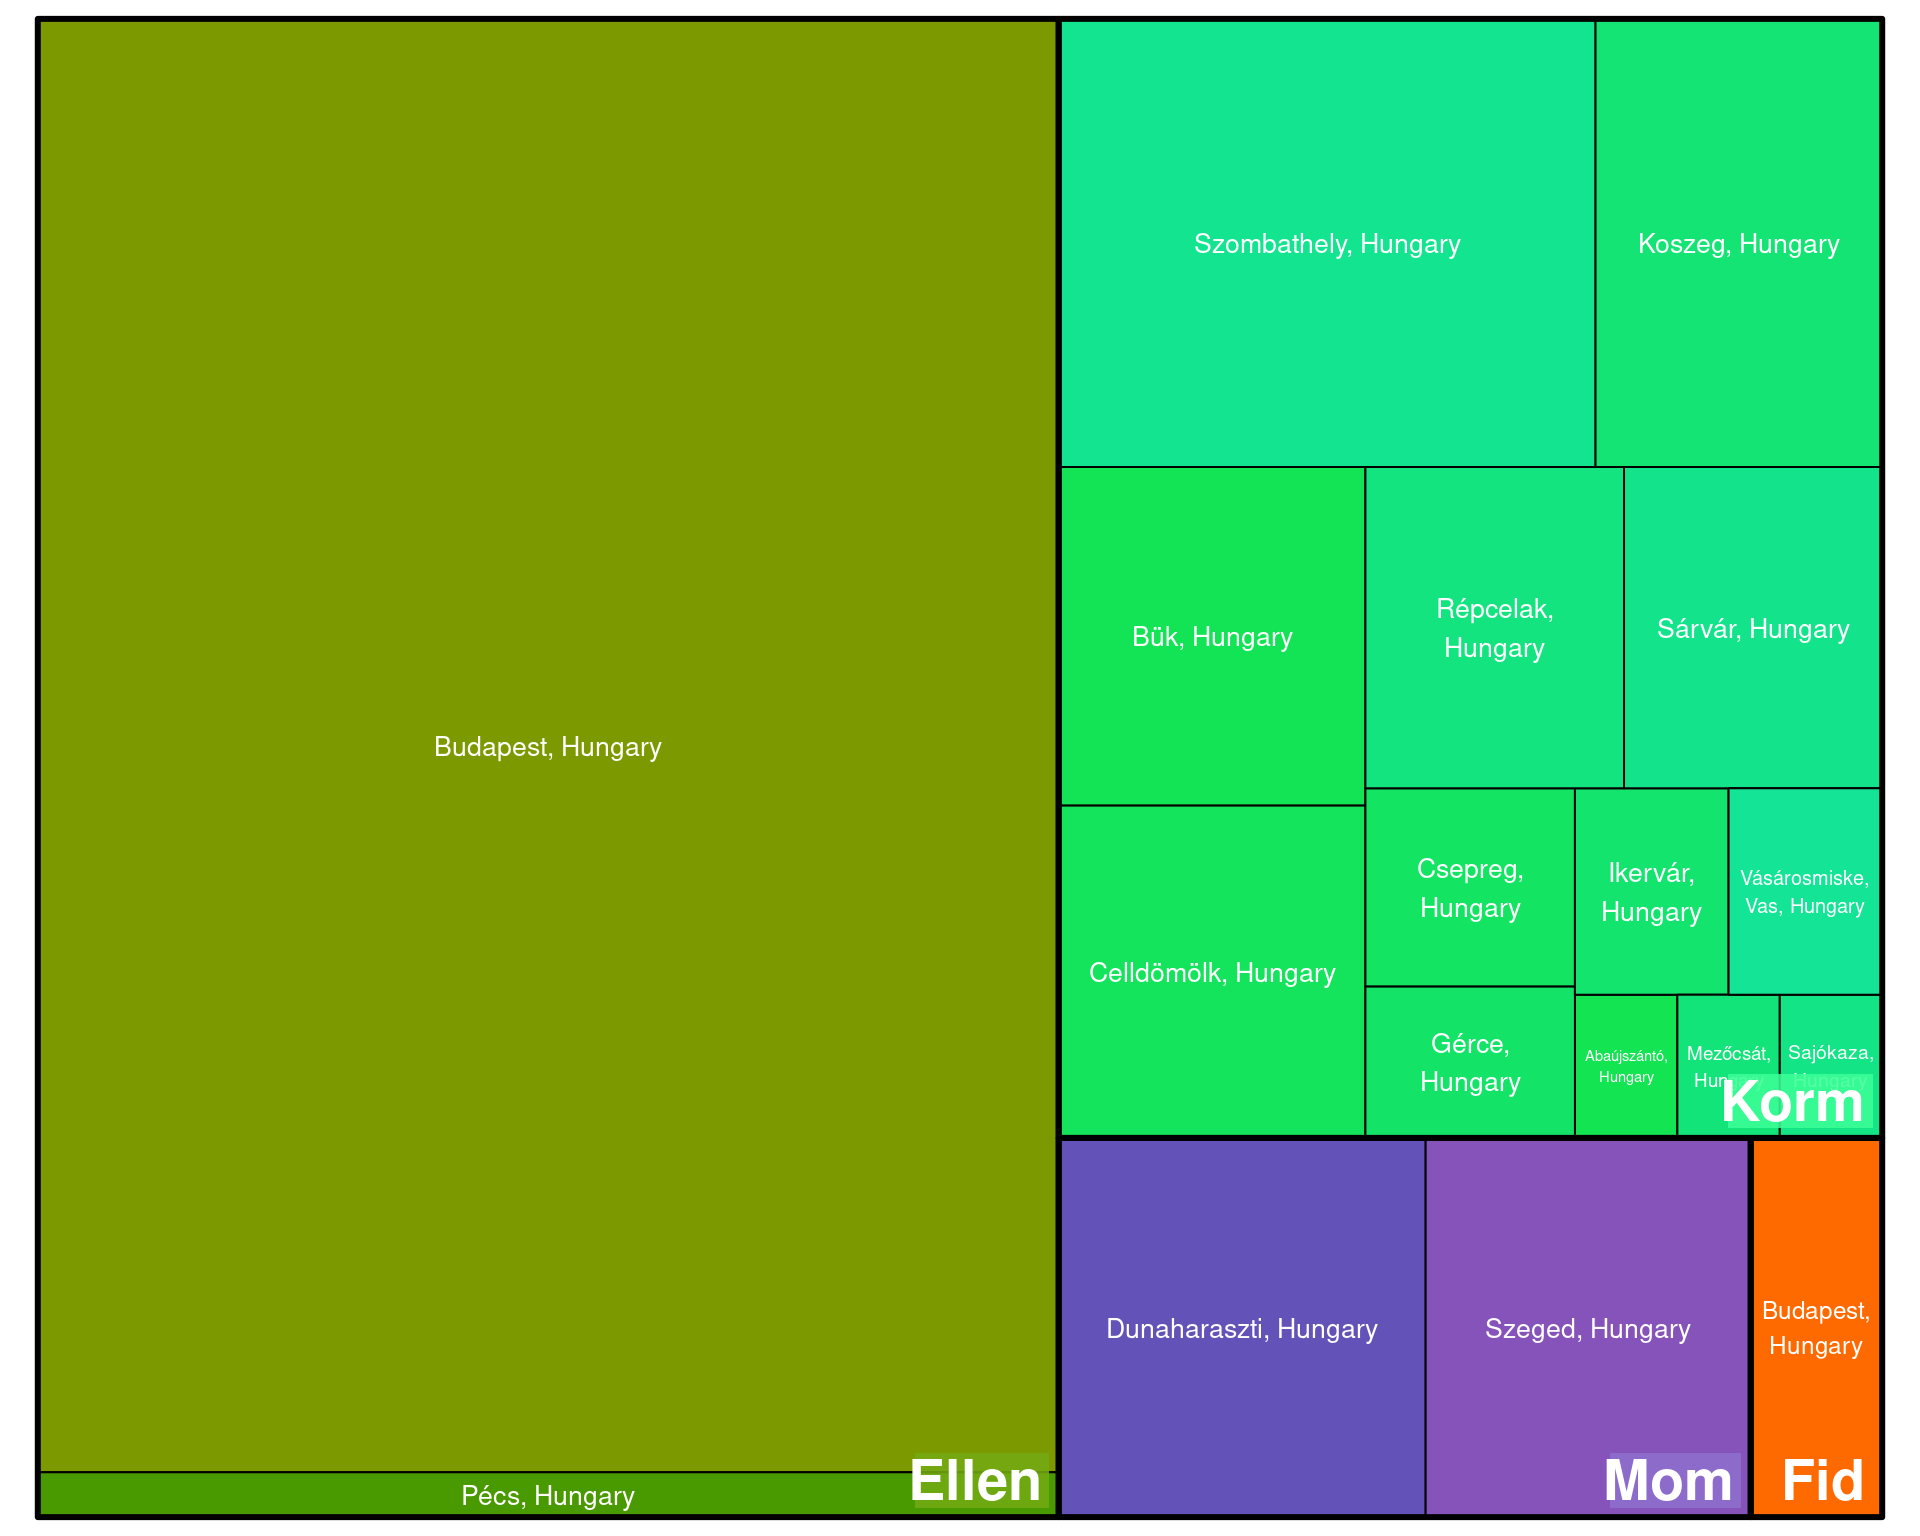 Szombathely, Hungary
Koszeg, Hungary
Budapest, Hungary
Bük, Hungary
Répcelak,
Hungary
Sárvár, Hungary
Celldömölk, Hungary
Csepreg,
Hungary
Ikervár,
Hungary
Vásárosmiske,
Vas, Hungary
Gérce,
Hungary
Abaújszántó,
Hungary
Mezőcsát,
Hungary
Sajókaza,
Hungary
Korm
Dunaharaszti, Hungary
Szeged, Hungary
Budapest,
Hungary
Pécs, Hungary
Ellen
Mom
Fid